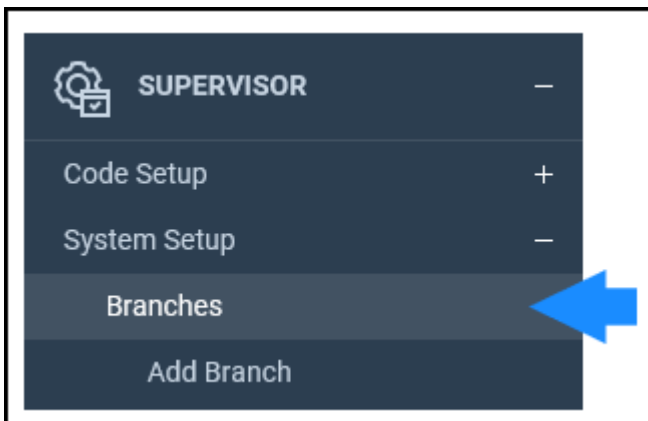 SUPERVISOR –
Code Setup +
System Setup –
Branches
Add Branch